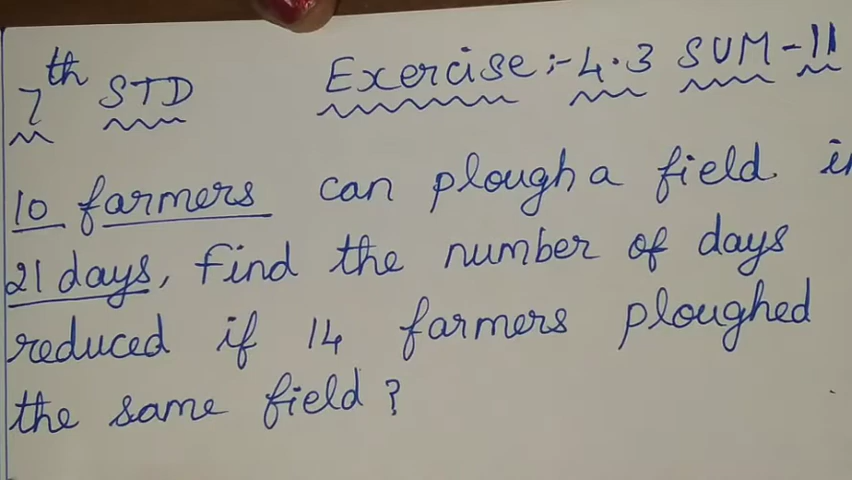 7th STD Exercise:- 4.3 SUM-11
10 farmers can plough a field in
21 days, find the number of days
reduced if 14 farmers ploughed
the same field?